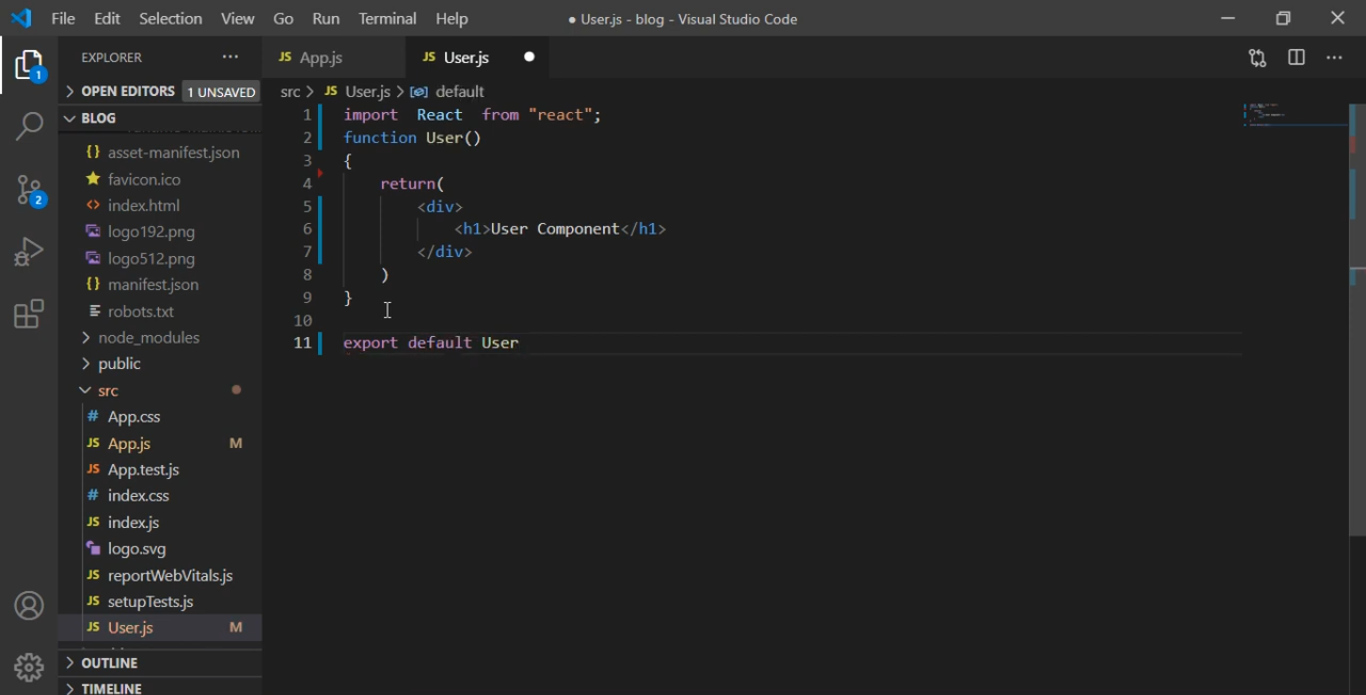 File Edit Selection View Go Run Terminal Help
● User.js - blog - Visual Studio Code
EXPLORER ···
JS App.js
JS User.js ●
> OPEN EDITORS 1 UNSAVED
src > JS User.js > default
BLOG
{} asset-manifest.json
favicon.ico
<> index.html
logo192.png
logo512.png
{} manifest.json
robots.txt
> node_modules
> public
src
# App.css
JS App.js M
JS App.test.js
# index.css
JS index.js
logo.svg
JS reportWebVitals.js
JS setupTests.js
JS User.js M
> OUTLINE
> TIMELINE
1
2
1 import React from "react";
2 function User()
3 {
4 return(
5 <div>
6 <h1>User Component</h1>
7 </div>
8 )
9 }
10
11 export default User